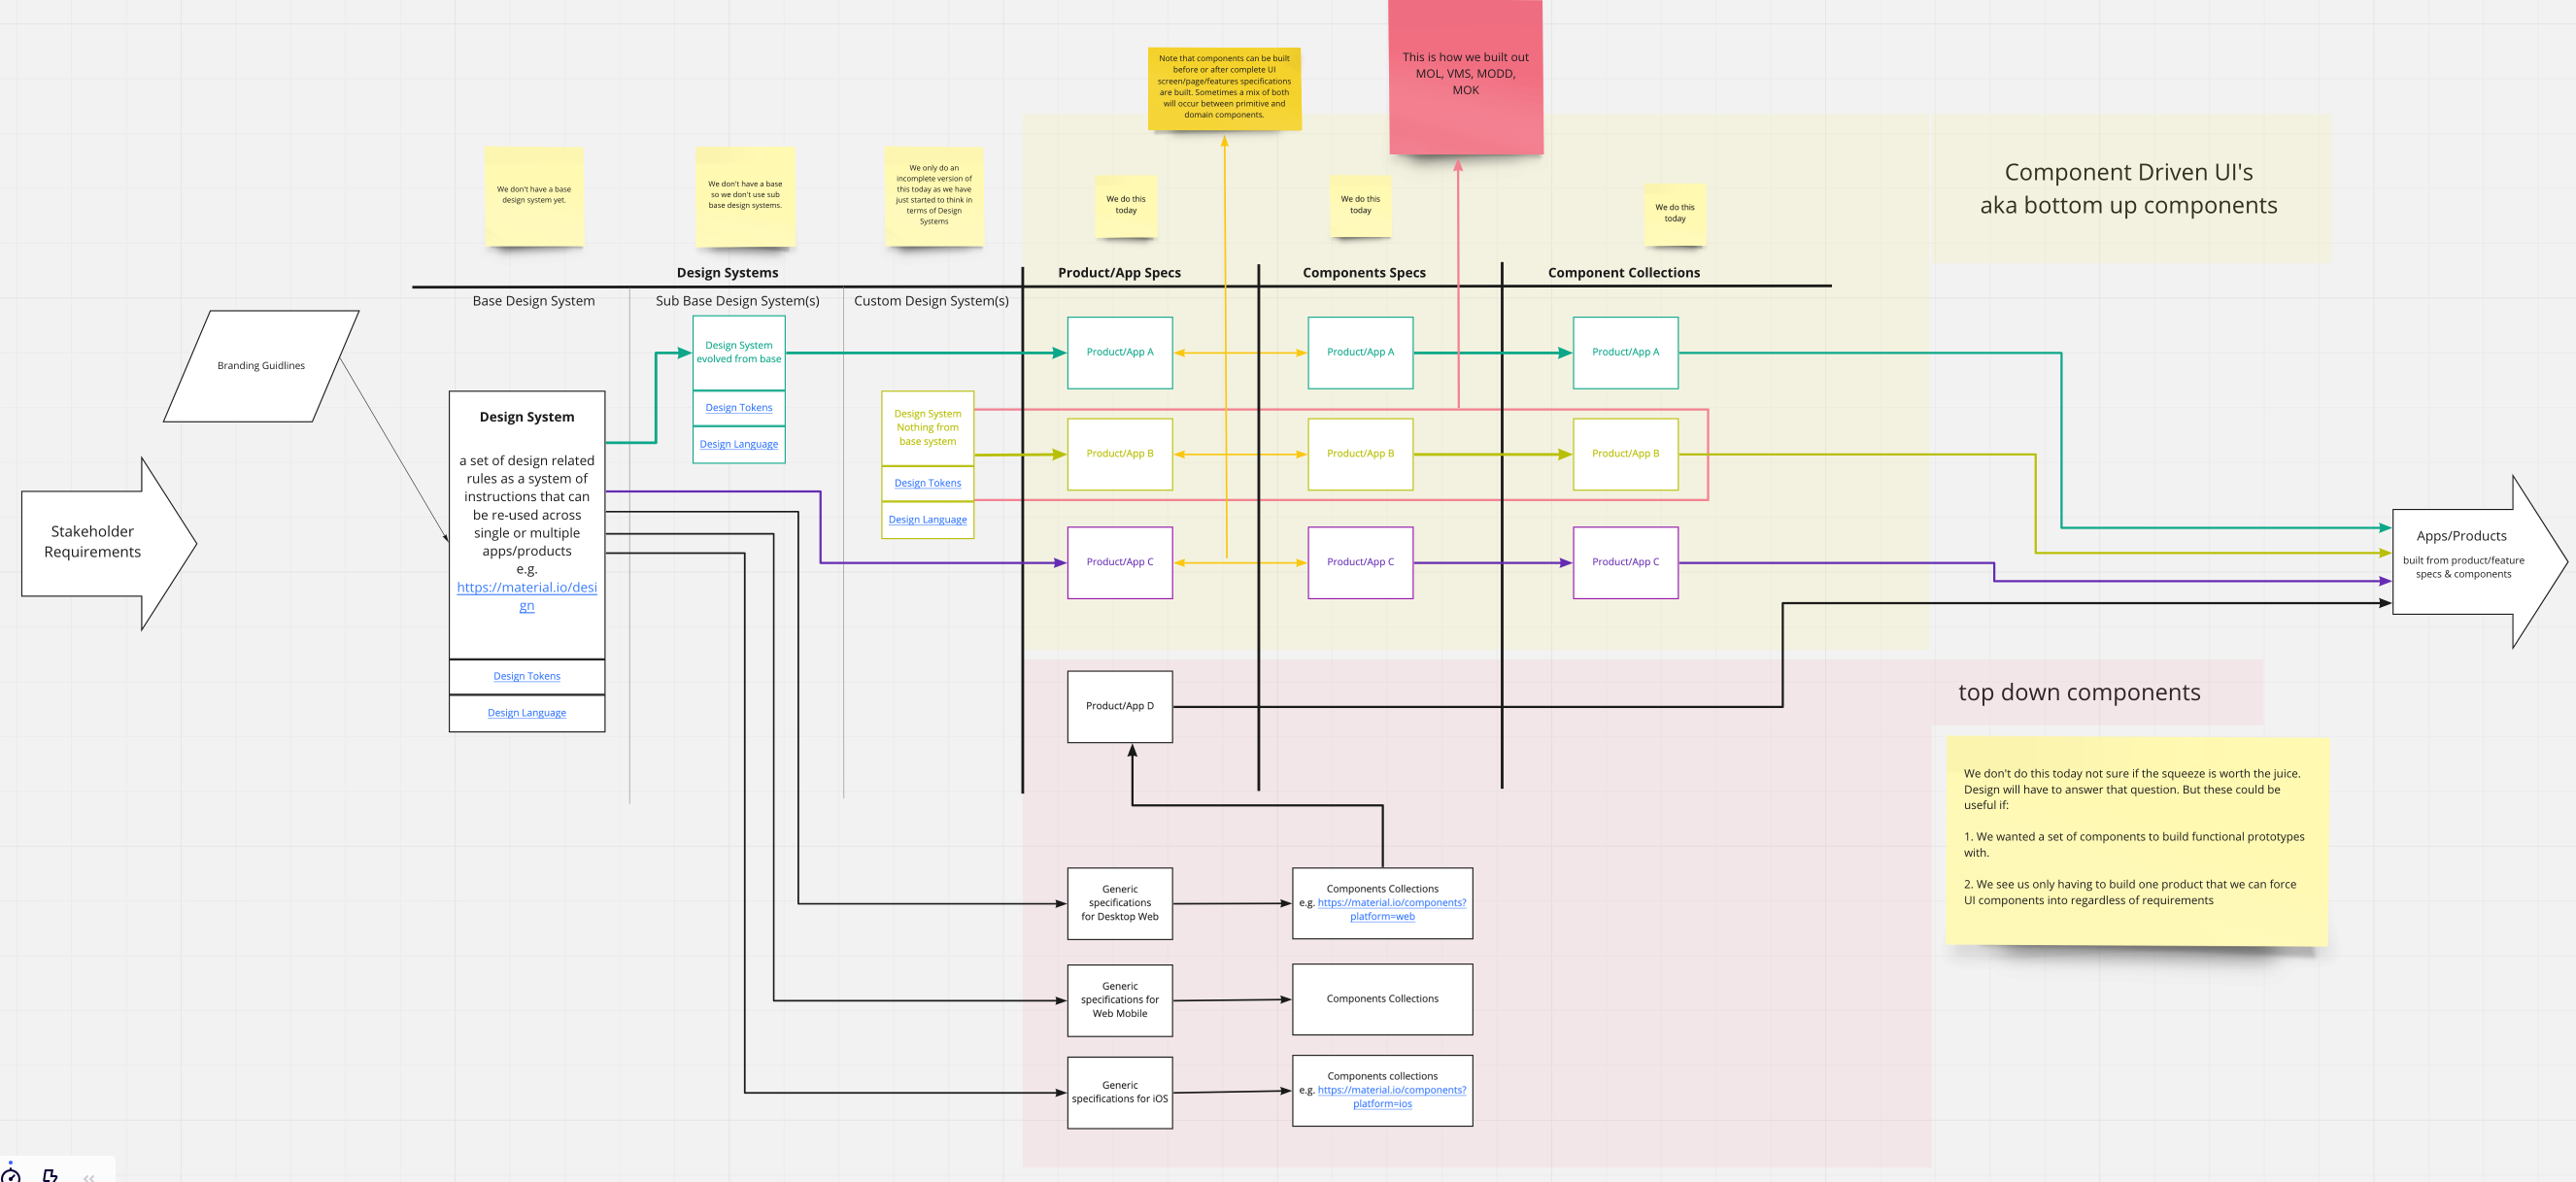 This is how we built out
MOL, VMS, MODD,
MOK
Note that components can be built
before or after complete UI
screen/page/features specifications
are built. Sometimes a mix of both
will occur between primitive and
domain components.
We don't have a base
design system yet.
We don't have a base
so we don't use sub
base design systems.
We only do an
incomplete version of
this today as we have
just started to think in
terms of Design
Systems
We do this
today
We do this
today
We do this
today
Component Driven UI's
aka bottom up components
Design Systems
Product/App Specs
Components Specs
Component Collections
Base Design System
Sub Base Design System(s)
Custom Design System(s)
Branding Guidlines
Stakeholder
Requirements
Design System
a set of design related
rules as a system of
instructions that can
be re-used across
single or multiple
apps/products
e.g.
https://material.io/desi
gn
Design Tokens
Design Language
Design System
evolved from base
Design Tokens
Design Language
Design System
Nothing from
base system
Design Tokens
Design Language
Product/App A
Product/App A
Product/App A
Product/App B
Product/App B
Product/App B
Product/App C
Product/App C
Product/App C
Apps/Products
built from product/feature
specs & components
Product/App D
top down components
We don't do this today not sure if the squeeze is worth the juice.
Design will have to answer that question. But these could be
useful if:
1. We wanted a set of components to build functional prototypes
with.
2. We see us only having to build one product that we can force
UI components into regardless of requirements
Generic
specifications
for Desktop Web
Components Collections
e.g. https://material.io/components?
platform=web
Generic
specifications for
Web Mobile
Components Collections
Generic
specifications for iOS
Components collections
e.g. https://material.io/components?
platform=ios